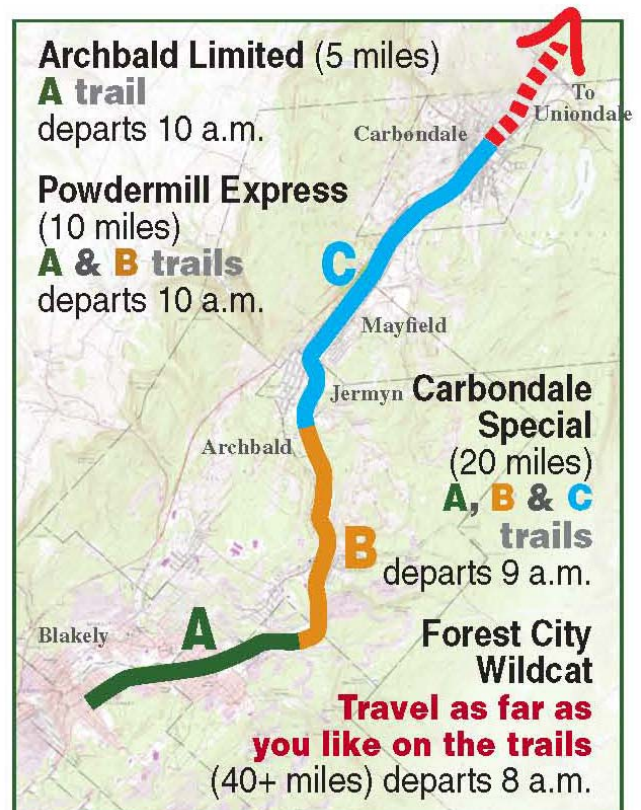 Archbald Limited (5 miles)
A trail
departs 10 a.m.
To
Uniondale
Carbondale
Powdermill Express
(10 miles)
A & B trails
departs 10 a.m.
C
Mayfield
Jermyn
Carbondale
Special
(20 miles)
A, B & C
trails
departs 9 a.m.
Archbald
B
Blakely
A
Forest City
Wildcat
Travel as far as
you like on the trails
(40+ miles) departs 8 a.m.